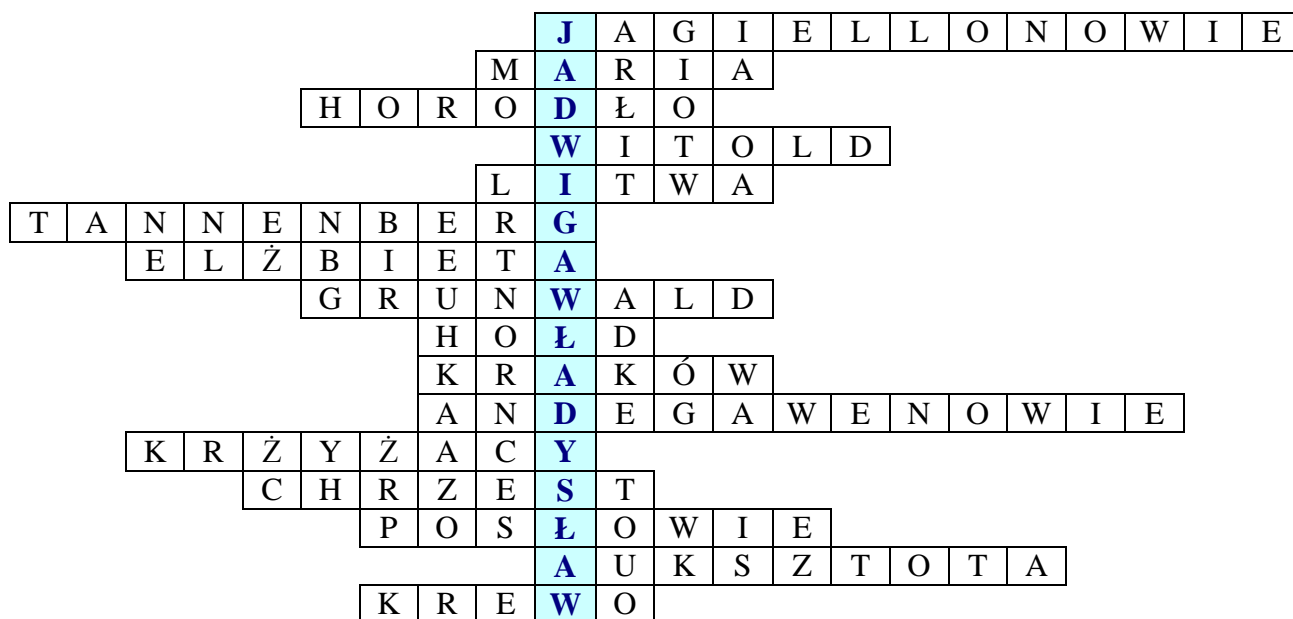 JAGIELLONOWIE
MARIA
HORODŁO
WITOLD
LITWA
TANNENBERG
ELŻBIETA
GRUNWALD
HOŁD
KRAKÓW
ANDEGAWENOWIE
KRZYŻACY
CHRZEST
POSŁOWIE
AUKSZTOTA
KREWO